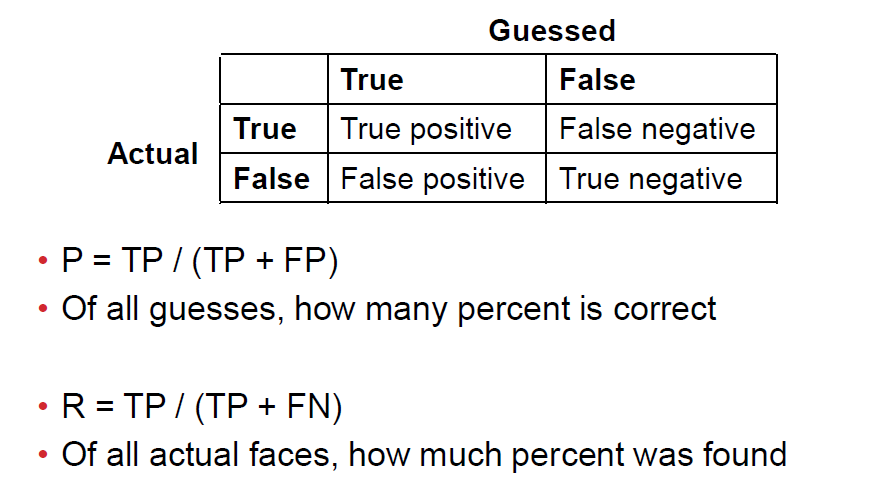 Guessed
True False
Actual
True True positive False negative
False False positive True negative
• P = TP / (TP + FP)
• Of all guesses, how many percent is correct
• R = TP / (TP + FN)
• Of all actual faces, how much percent was found